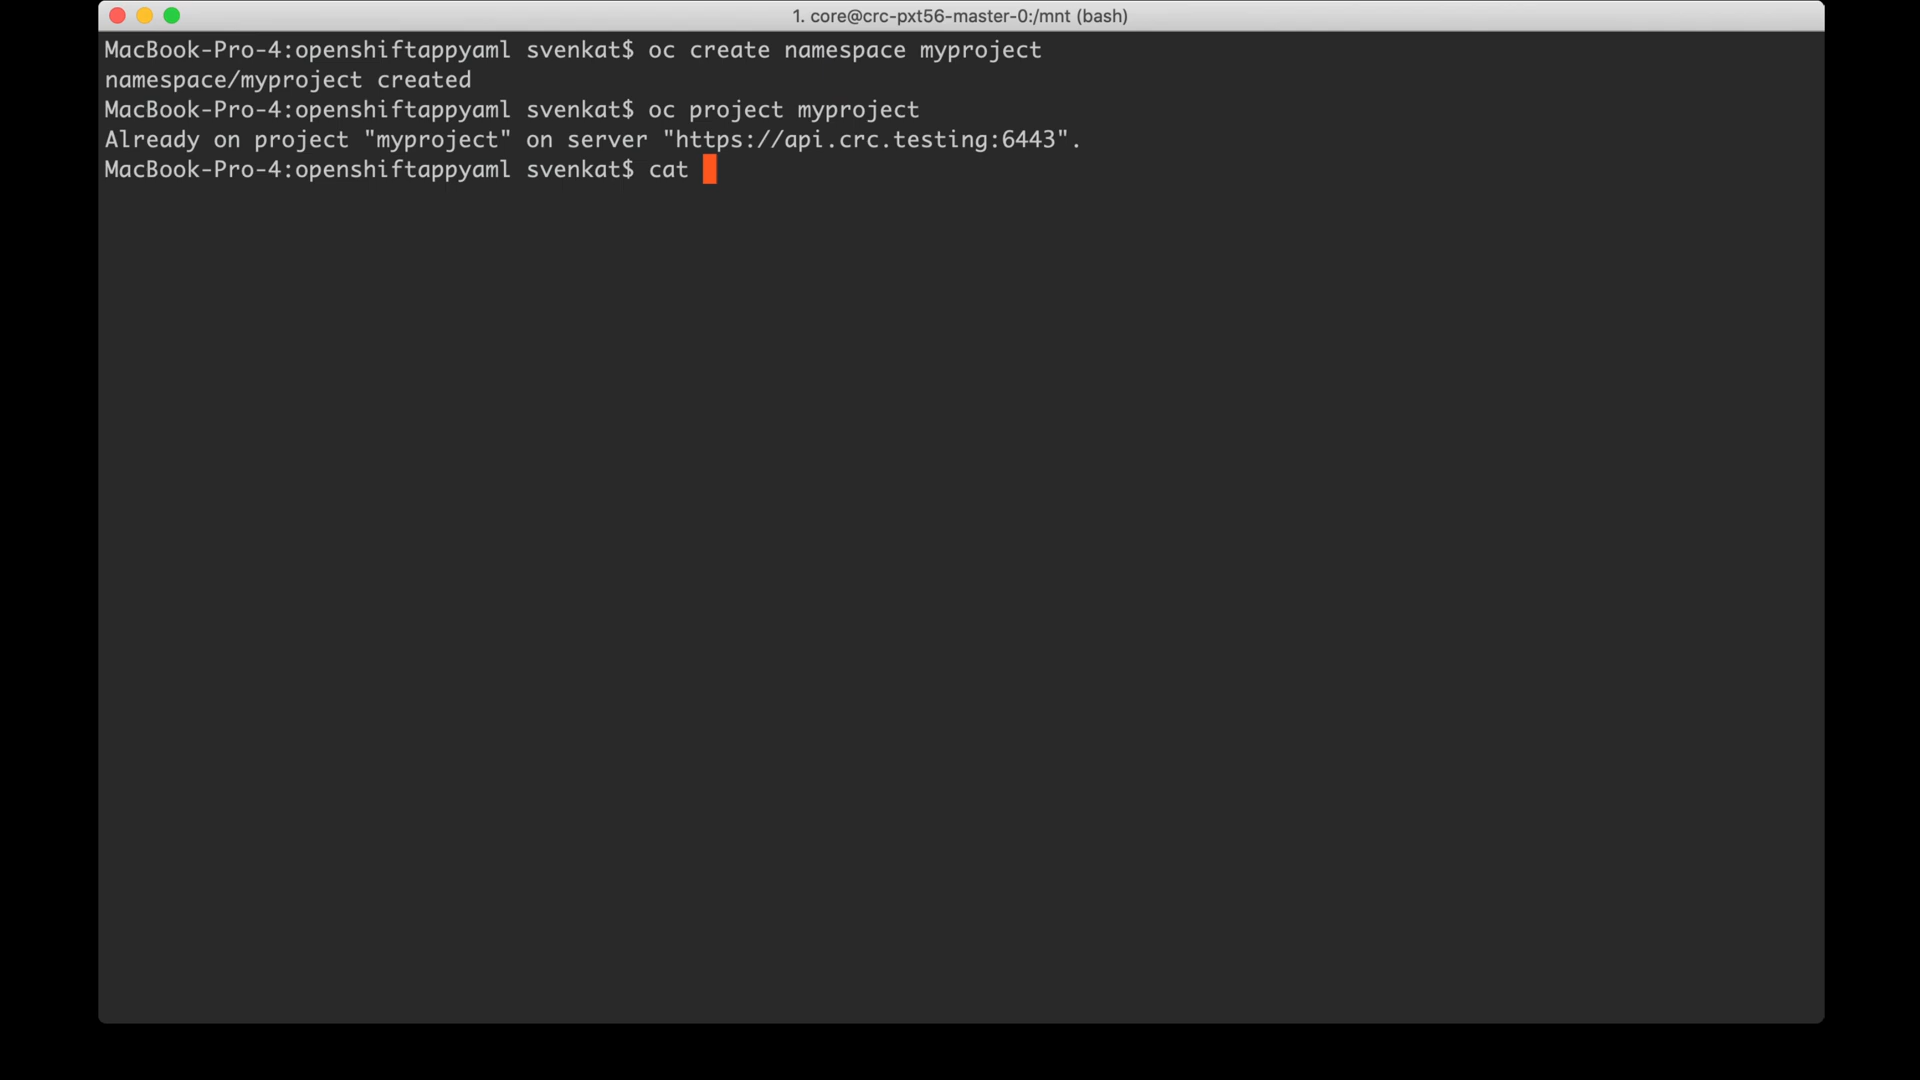 1. core@crc-pxt56-master-0:/mnt (bash)
MacBook-Pro-4:openshiftappyaml svenkat$ oc create namespace myproject
namespace/myproject created
MacBook-Pro-4:openshiftappyaml svenkat$ oc project myproject
Already on project "myproject" on server "https://api.crc.testing:6443".
MacBook-Pro-4:openshiftappyaml svenkat$ cat